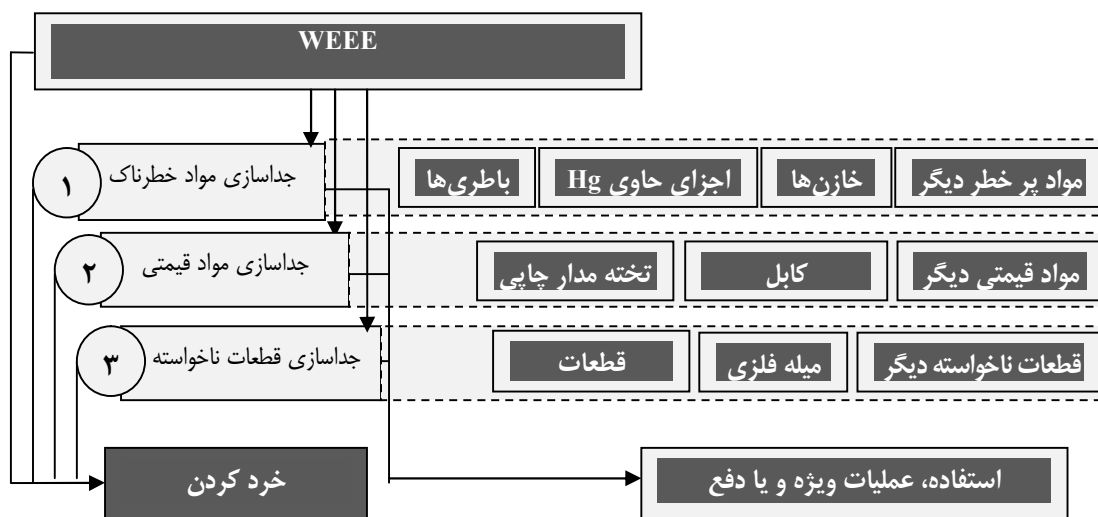 WEEE
۱
جداسازی مواد خطرناک
باطری‌ها
اجزای حاوی Hg
خازن‌ها
مواد پر خطر دیگر
۲
جداسازی مواد قیمتی
تخته مدار چاپی
کابل
مواد قیمتی دیگر
۳
جداسازی قطعات ناخواسته
قطعات
میله فلزی
قطعات ناخواسته دیگر
خرد کردن
استفاده، عملیات ویژه و یا دفع